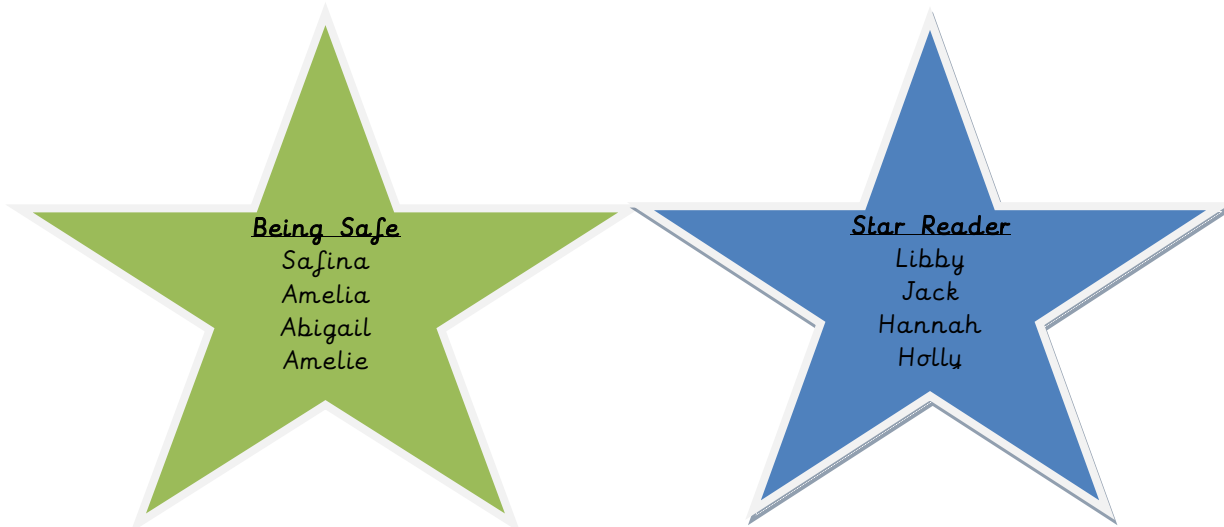 Being Safe
Safina
Amelia
Abigail
Amelie
Star Reader
Libby
Jack
Hannah
Holly